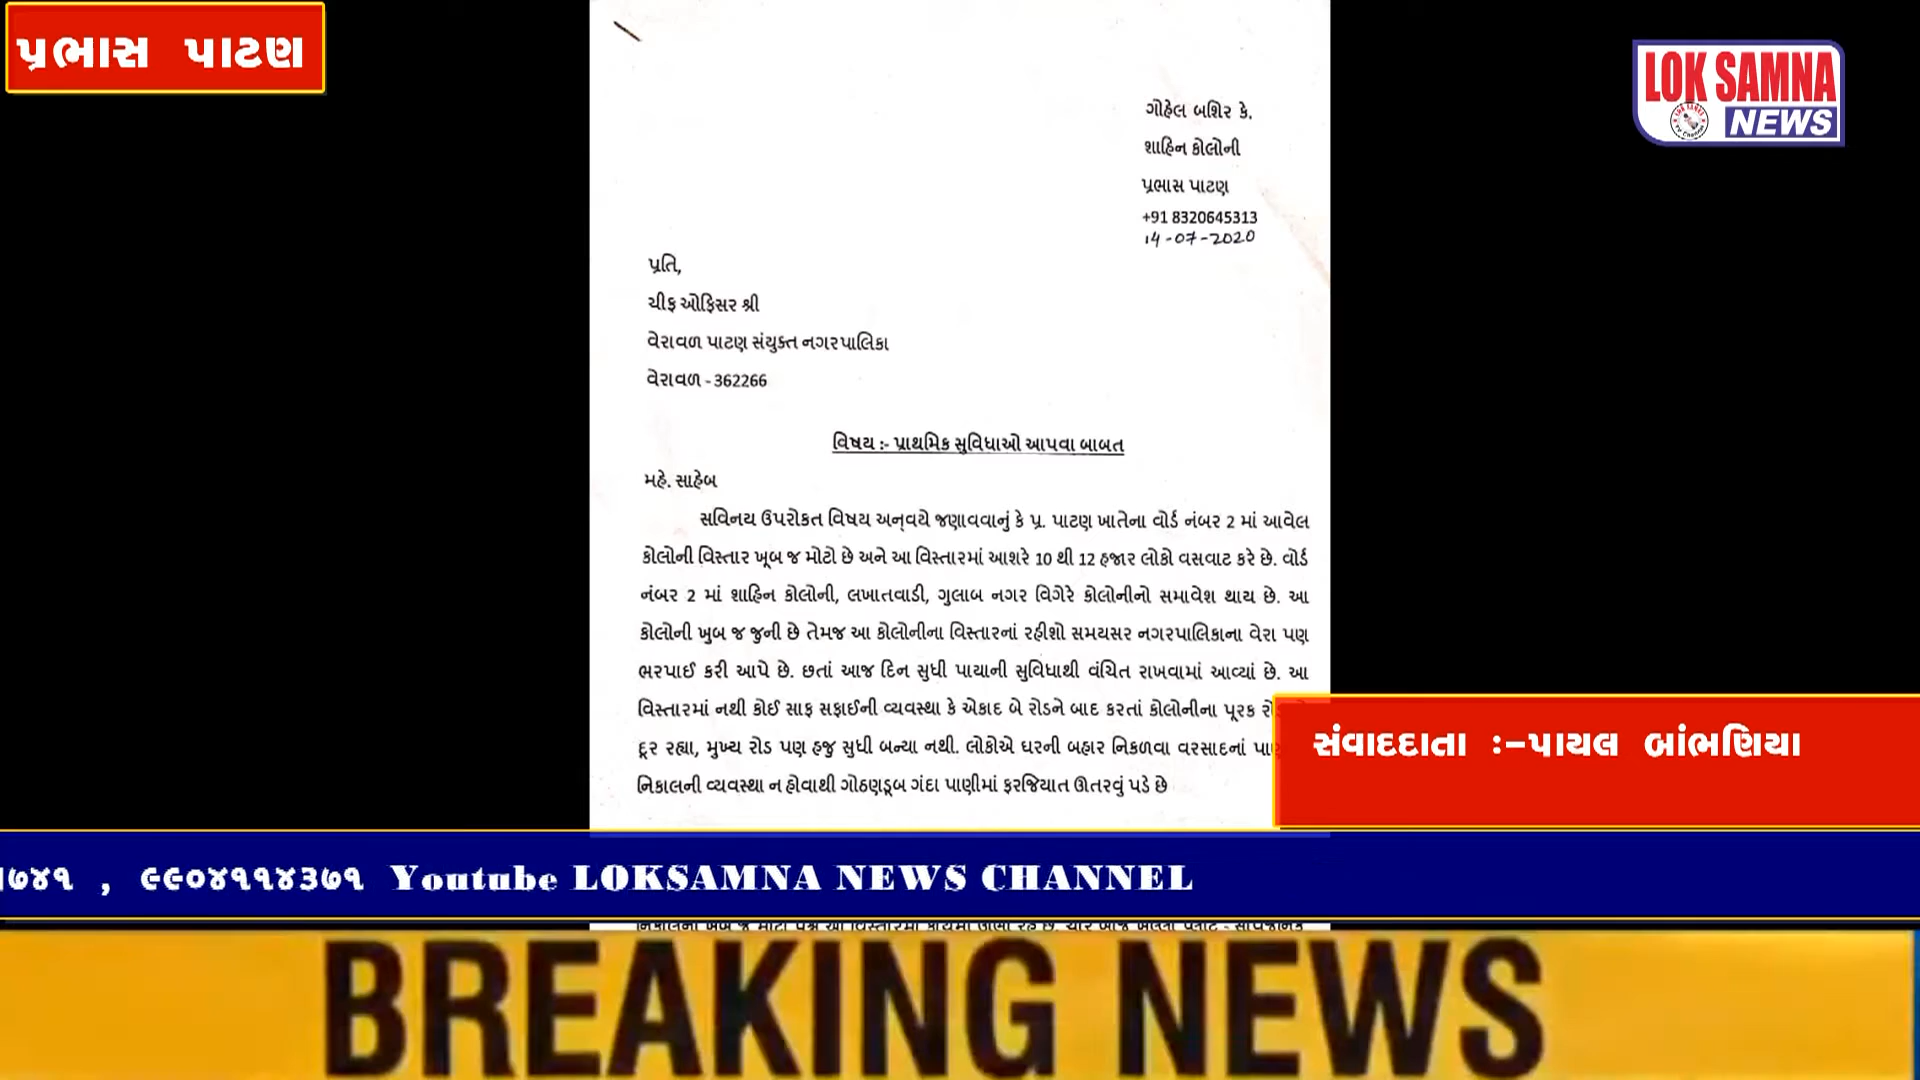 પ્રભાસ પાટણ
LOK SAMNA
NEWS
ગોહેલ બશિર કે.
શાહિન કોલોની
પ્રભાસ પાટણ
+91 8320645313
14-07-2020
પ્રતિ,
ચીફ ઓફિસર શ્રી
વેરાવળ પાટણ સંયુક્ત નગરપાલિકા
વેરાવળ - 362266
વિષય :- પ્રાથમિક સુવિધાઓ આપવા બાબત
મહે. સાહેબ
સવિનય ઉપરોકત વિષય અન્વયે જણાવવાનું કે પ્ર. પાટણ ખાતેના વોર્ડ નંબર 2 માં આવેલ
કોલોની વિસ્તાર ખૂબ જ મોટો છે અને આ વિસ્તારમાં આશરે 10 થી 12 હજાર લોકો વસવાટ કરે છે. વોર્ડ
નંબર 2 માં શાહિન કોલોની, લખાતવાડી, ગુલાબ નગર વિગેરે કોલોનીનો સમાવેશ થાય છે. આ
કોલોની ખુબ જ જુની છે તેમજ આ કોલોનીના વિસ્તારનાં રહીશો સમયસર નગરપાલિકાના વેરા પણ
ભરપાઈ કરી આપે છે. છતાં આજ દિન સુધી પાયાની સુવિધાથી વંચિત રાખવામાં આવ્યાં છે. આ
વિસ્તારમાં નથી કોઈ સાફ સફાઈની વ્યવસ્થા કે એકાદ બે રોડને બાદ કરતાં કોલોનીના પૂરક
દૂર રહ્યા, મુખ્ય રોડ પણ હજુ સુધી બન્યા નથી. લોકોએ ઘરની બહાર નિકળવા વરસાદનાં
નિકાલની વ્યવસ્થા ન હોવાથી ગોઠણડૂબ ગંદા પાણીમાં ફરજિયાત ઊતરવું પડે છે
સંવાદદાતા :-પાયલ બાંભણિયા
૭૪૧ , ૯૯૦૪૧૧૪૩૭૧ Youtube LOKSAMNA NEWS CHANNEL
BREAKING NEWS